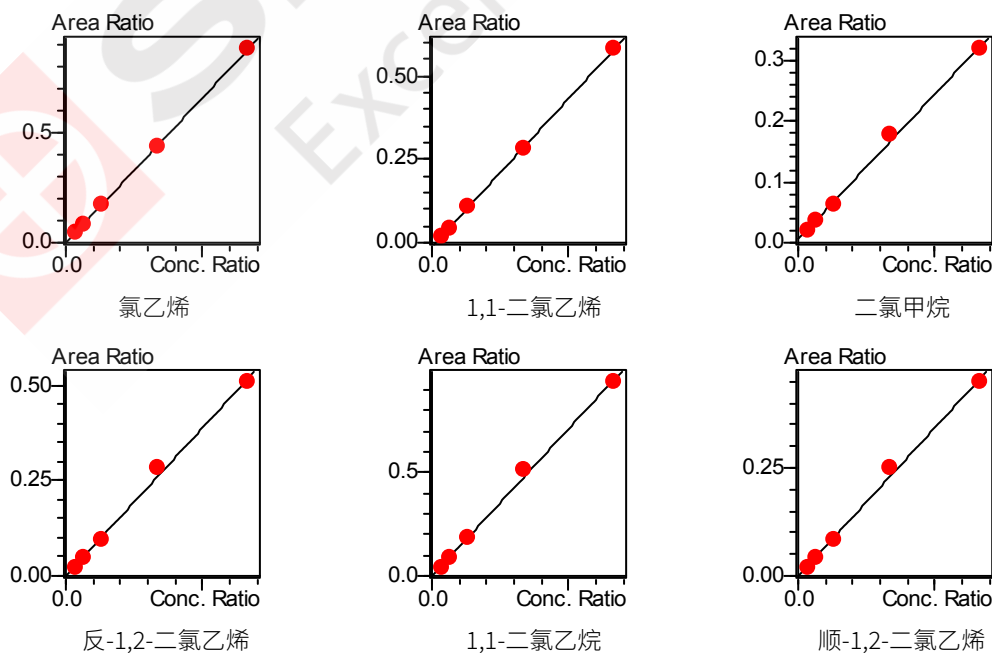 Area Ratio
0.5
0.0
0.0
Conc. Ratio
氯乙烯
Area Ratio
0.50
0.25
0.00
0.0
Conc. Ratio
1,1-二氯乙烯
Area Ratio
0.3
0.2
0.1
0.0
0.0
Conc. Ratio
二氯甲烷
Area Ratio
0.50
0.25
0.00
0.0
Conc. Ratio
反-1,2-二氯乙烯
Area Ratio
0.5
0.0
0.0
Conc. Ratio
1,1-二氯乙烷
Area Ratio
0.25
0.00
0.0
Conc. Ratio
顺-1,2-二氯乙烯